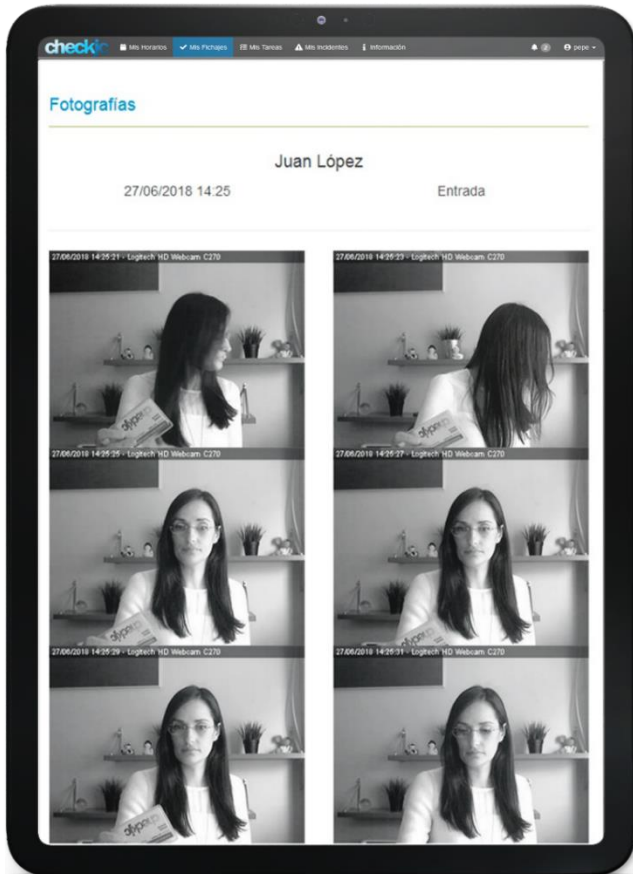 checkin
Mis Horarios Mis Fichajes Mis Tareas Mis Incidentes Información 2 pepe
Fotografías
Juan López
27/06/2018 14:25 Entrada
27/06/2018 14:25:21 - Logitech HD Webcam C270
27/06/2018 14:25:23 - Logitech HD Webcam C270
27/06/2018 14:25:25 - Logitech HD Webcam C270
27/06/2018 14:25:27 - Logitech HD Webcam C270
27/06/2018 14:25:29 - Logitech HD Webcam C270
27/06/2018 14:25:31 - Logitech HD Webcam C270